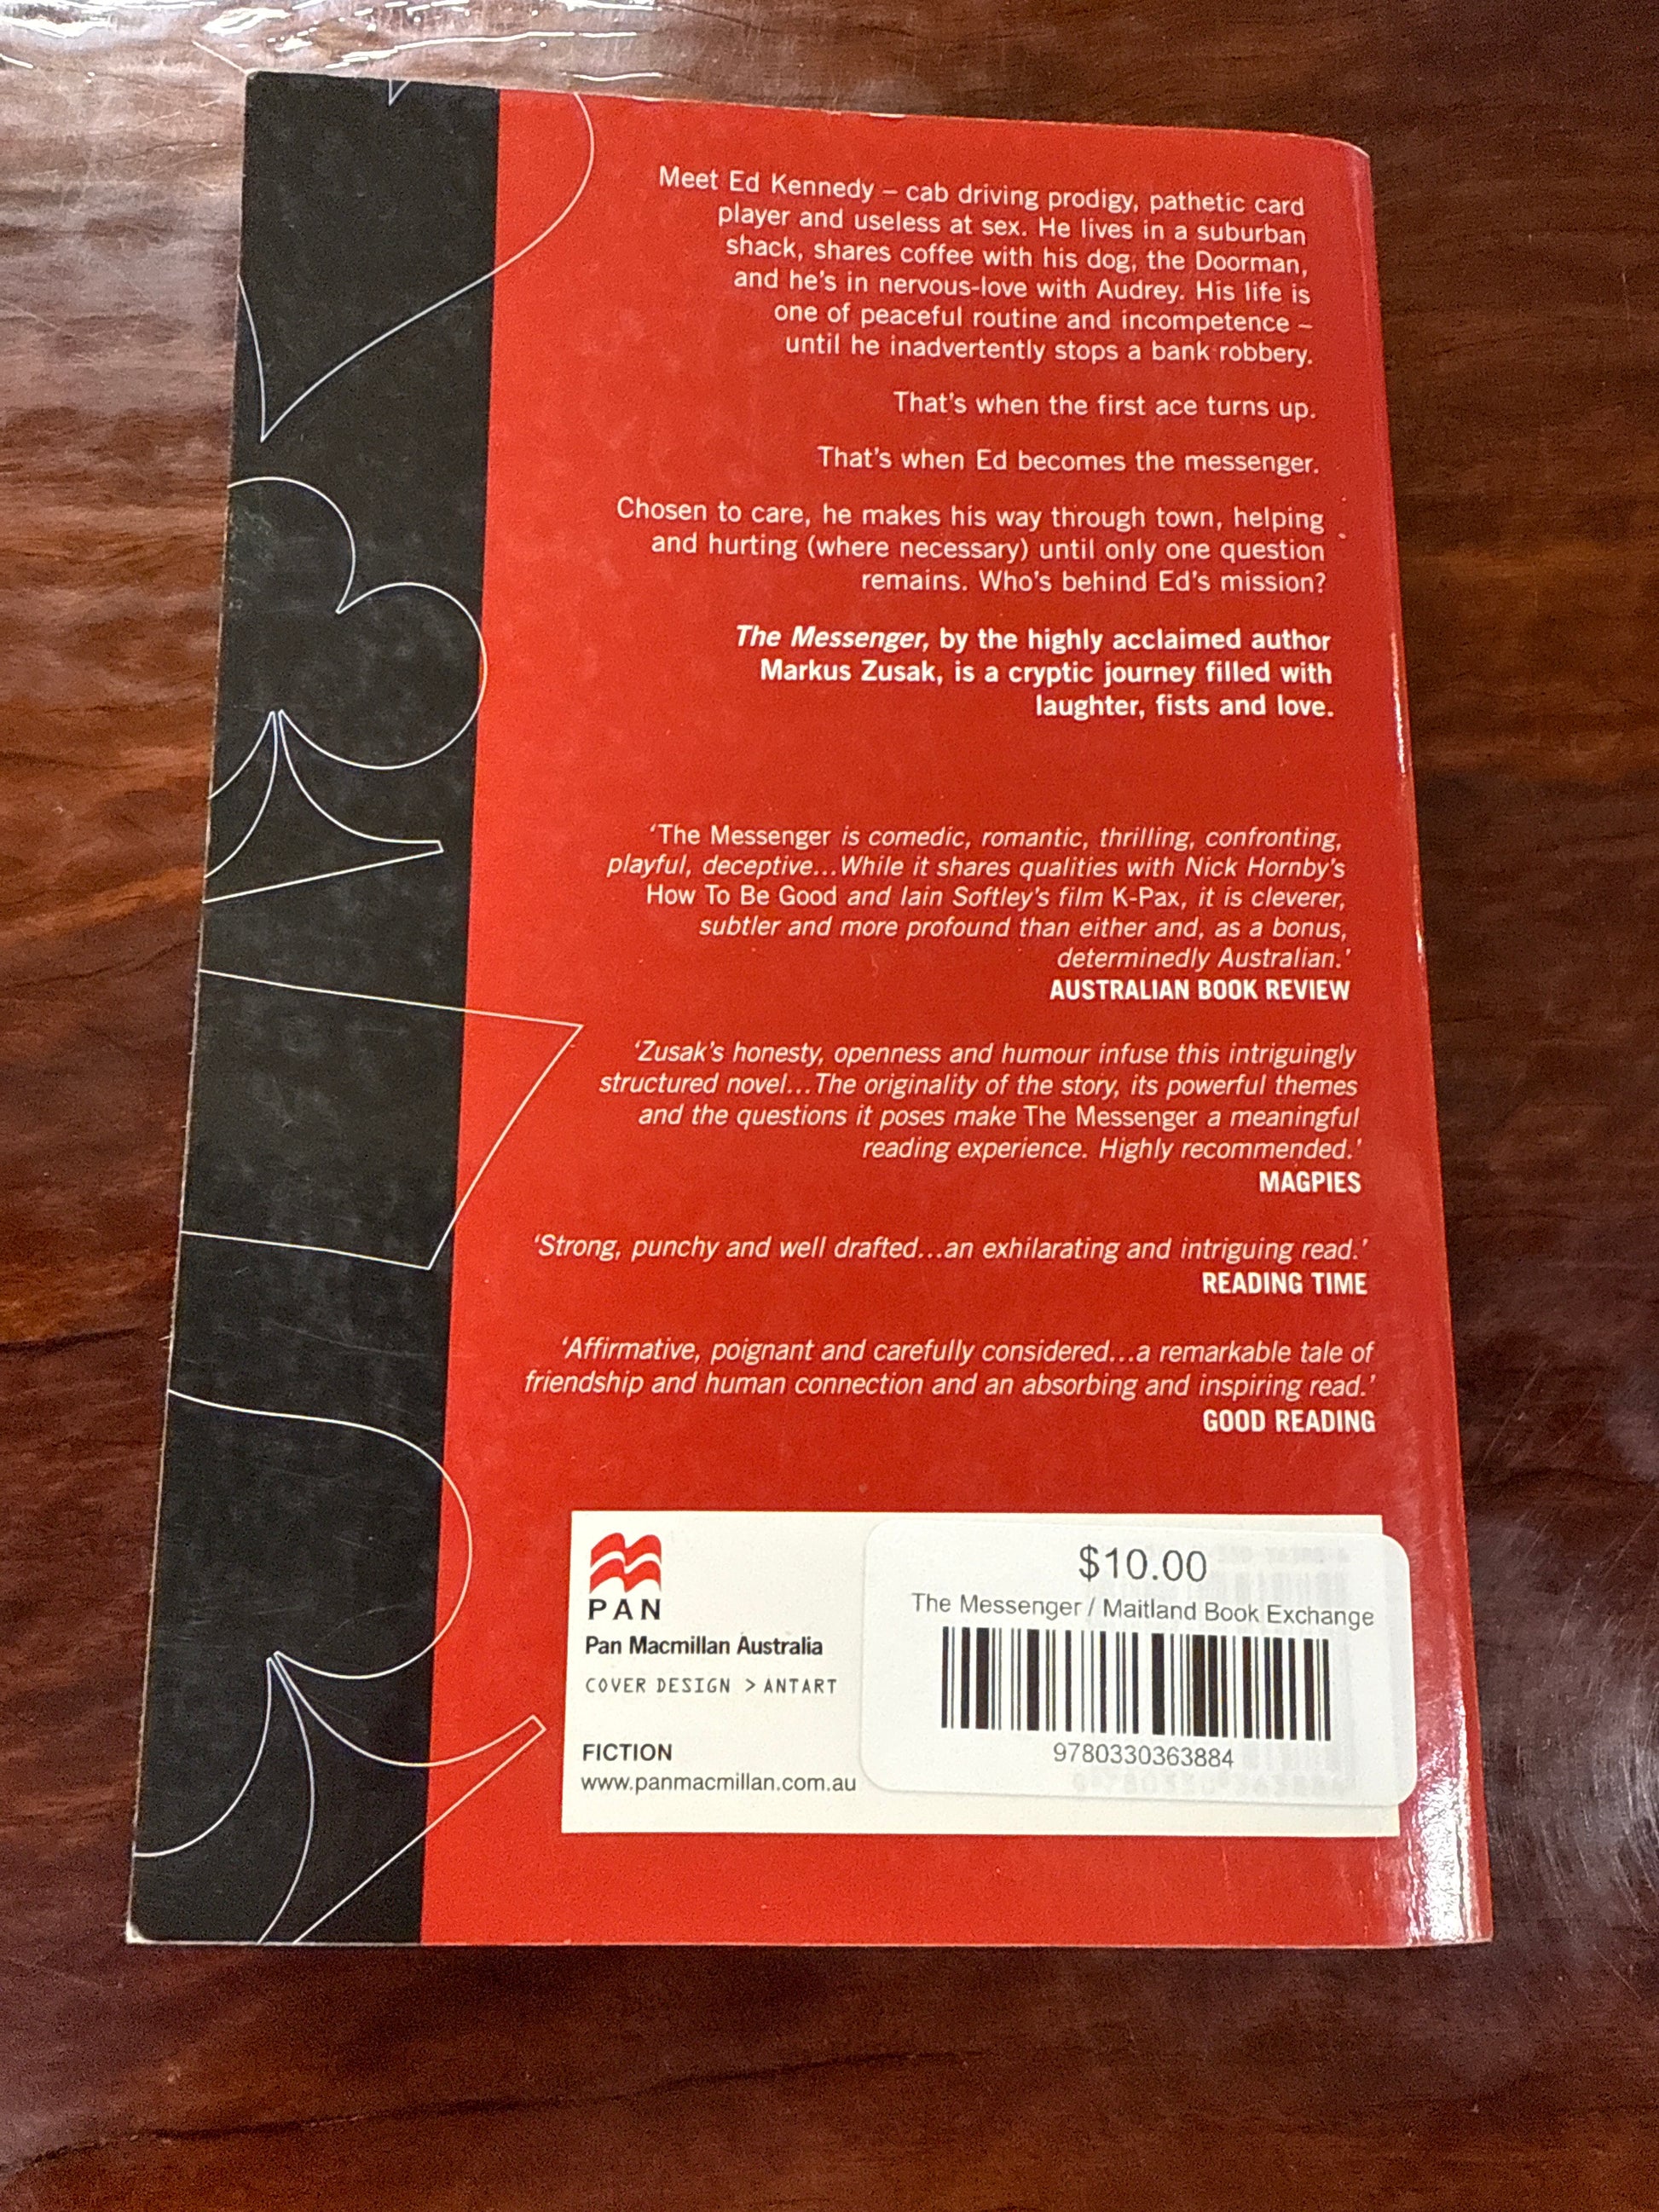 Meet Ed Kennedy – cab driving prodigy, pathetic card
player and useless at sex. He lives in a suburban
shack, shares coffee with his dog, the Doorman,
and he's in nervous-love with Audrey. His life is
one of peaceful routine and incompetence –
until he inadvertently stops a bank robbery.
That's when the first ace turns up.
That's when Ed becomes the messenger.
Chosen to care, he makes his way through town, helping
and hurting (where necessary) until only one question
remains. Who's behind Ed's mission?
The Messenger, by the highly acclaimed author
Markus Zusak, is a cryptic journey filled with
laughter, fists and love.
'The Messenger is comedic, romantic, thrilling, confronting,
playful, deceptive...While it shares qualities with Nick Hornby's
How To Be Good and Iain Softley's film K-Pax, it is cleverer,
subtler and more profound than either and, as a bonus,
determinedly Australian.'
AUSTRALIAN BOOK REVIEW
'Zusak's honesty, openness and humour infuse this intriguingly
structured novel...The originality of the story, its powerful themes
and the questions it poses make The Messenger a meaningful
reading experience. Highly recommended.'
MAGPIES
'Strong, punchy and well drafted...an exhilarating and intriguing read.'
READING TIME
'Affirmative, poignant and carefully considered...a remarkable tale of
friendship and human connection and an absorbing and inspiring read.'
GOOD READING
PAN
Pan Macmillan Australia
COVER DESIGN > ANTART
FICTION
www.panmacmillan.com.au
$10.00
The Messenger / Maitland Book Exchange
9780330363884